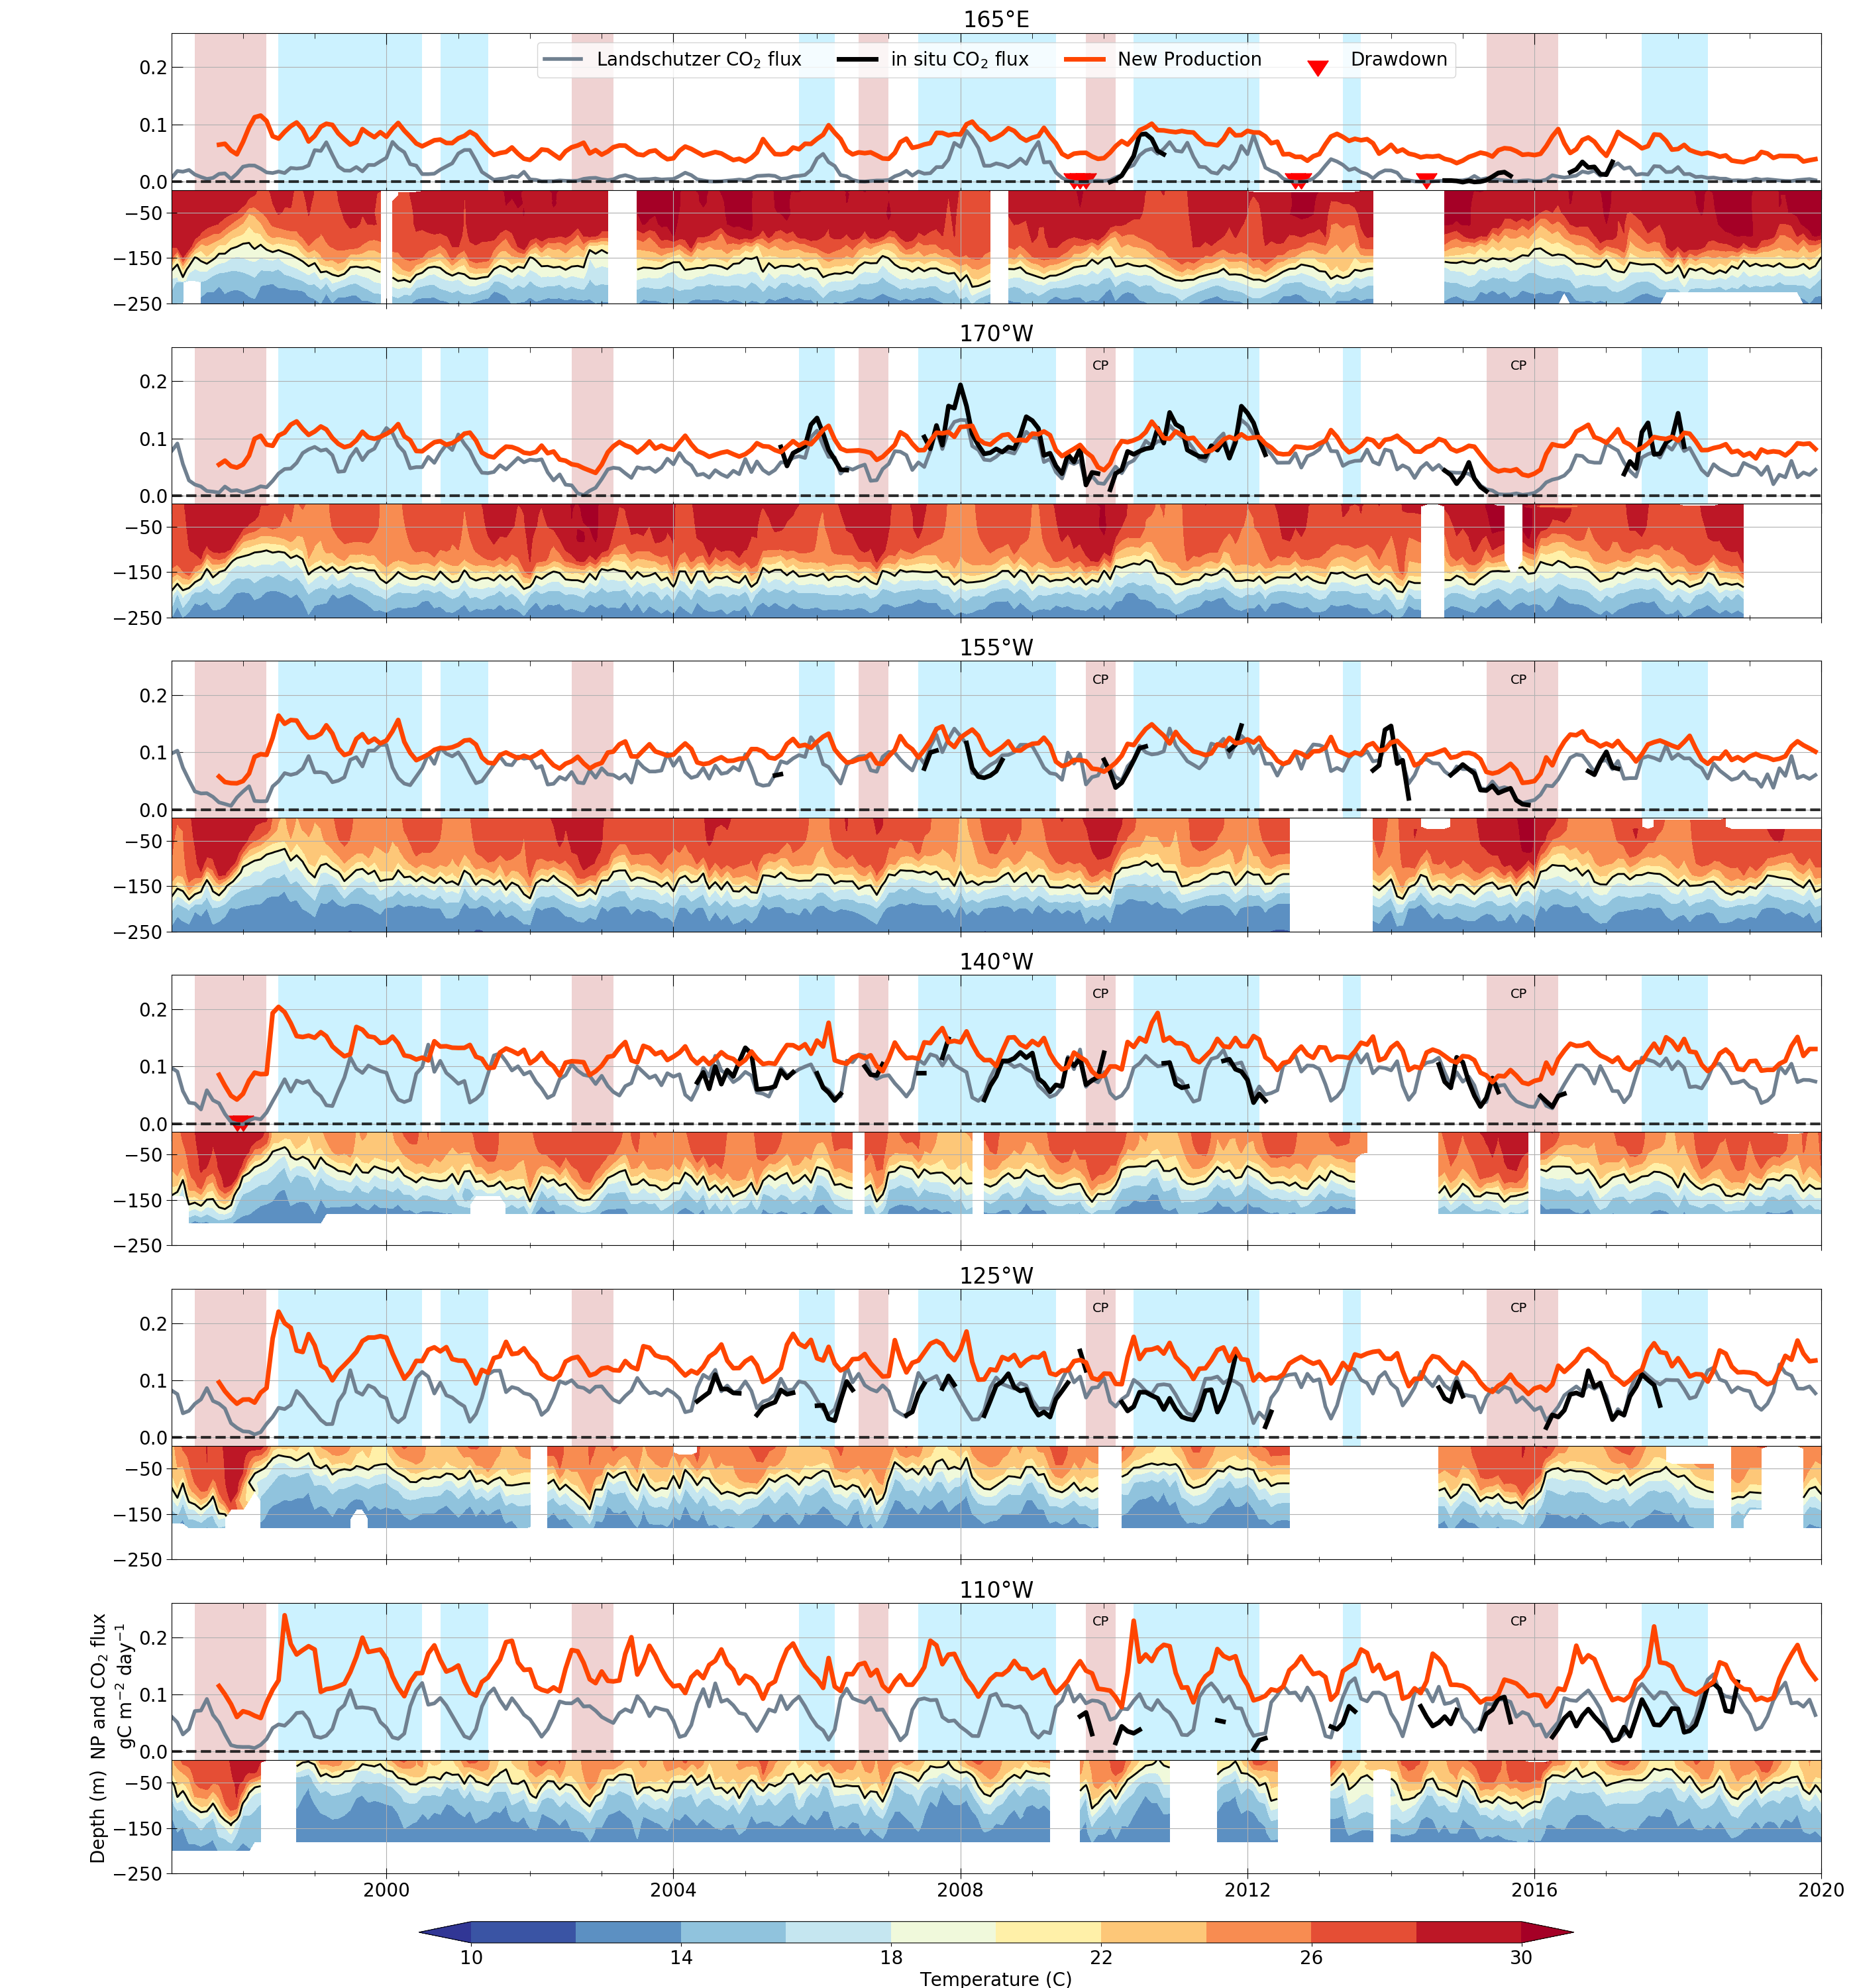 165°E
Landschutzer CO₂ flux in situ CO₂ flux New Production Drawdown
0.2
0.1
0.0
−50
−150
−250
170°W
CP CP
0.2
0.1
0.0
−50
−150
−250
155°W
CP CP
0.2
0.1
0.0
−50
−150
−250
140°W
CP CP
0.2
0.1
0.0
−50
−150
−250
125°W
CP CP
0.2
0.1
0.0
−50
−150
−250
110°W
CP CP
NP and CO₂ flux
gC m⁻² day⁻¹
0.2
0.1
0.0
Depth (m)
−50
−150
−250
2000 2004 2008 2012 2016 2020
10 14 18 22 26 30
Temperature (C)